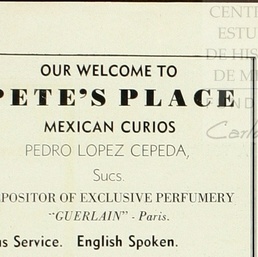 OUR WELCOME TO
PETE'S PLACE
MEXICAN CURIOS
PEDRO LOPEZ CEPEDA,
Sucs.
POSITOR OF EXCLUSIVE PERFUMERY
"GUERLAIN" - Paris.
Service. English Spoken.
CENT
ESTU
DE HIS
DE M